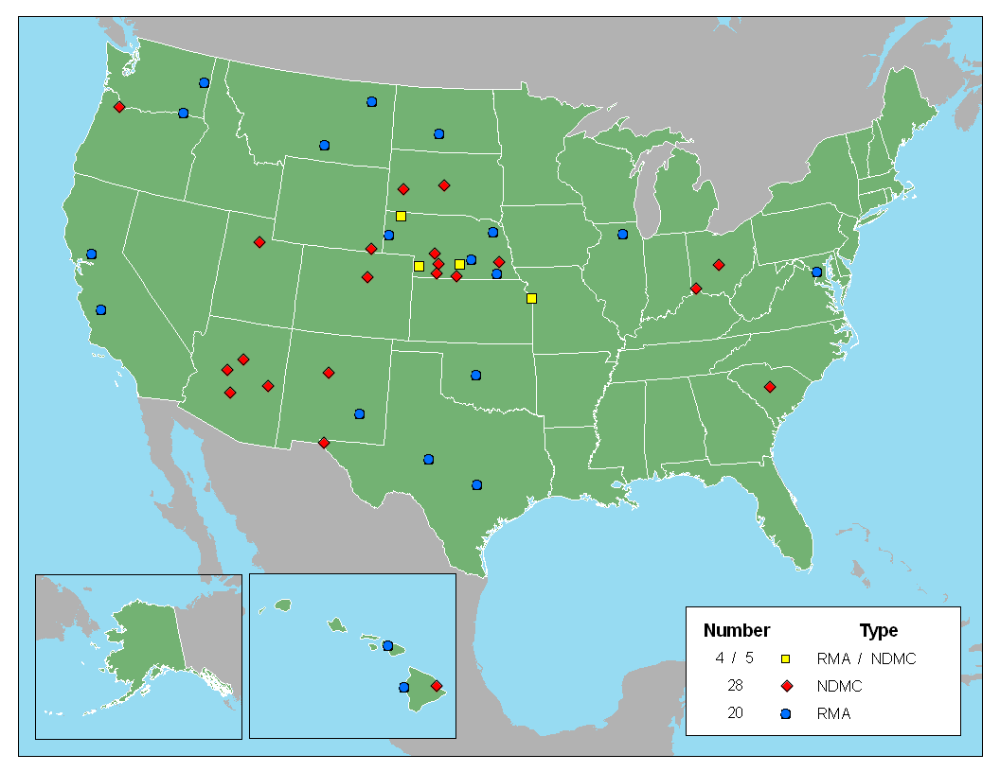 Number Type
4 / 5 RMA / NDMC
28 NDMC
20 RMA